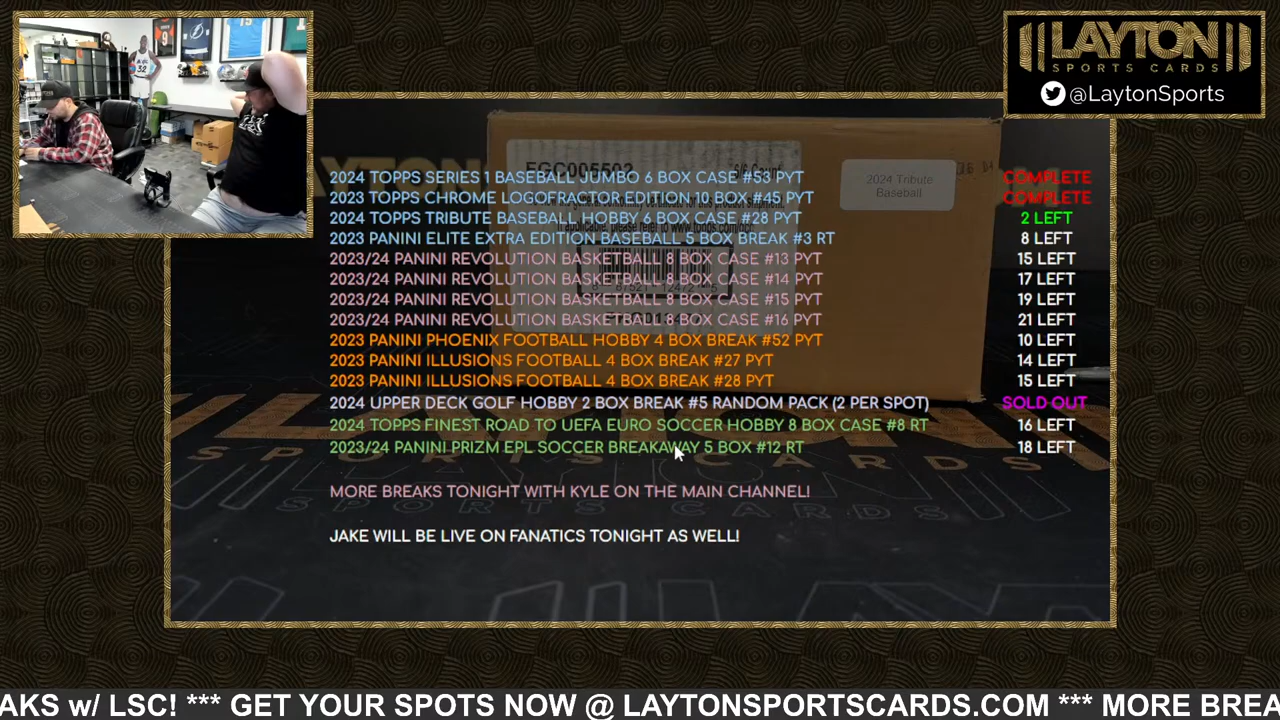 LAYTON
SPORTS CARDS
@LaytonSports
2024 Tribute
Baseball
2024 TOPPS SERIES 1 BASEBALL JUMBO 6 BOX CASE #53 PYT COMPLETE
2023 TOPPS CHROME LOGOFRACTOR EDITION 10 BOX #45 PYT COMPLETE
2024 TOPPS TRIBUTE BASEBALL HOBBY 6 BOX CASE #28 PYT 2 LEFT
2023 PANINI ELITE EXTRA EDITION BASEBALL 5 BOX BREAK #3 RT 8 LEFT
2023/24 PANINI REVOLUTION BASKETBALL 8 BOX CASE #13 PYT 15 LEFT
2023/24 PANINI REVOLUTION BASKETBALL 8 BOX CASE #14 PYT 17 LEFT
2023/24 PANINI REVOLUTION BASKETBALL 8 BOX CASE #15 PYT 19 LEFT
2023/24 PANINI REVOLUTION BASKETBALL 8 BOX CASE #16 PYT 21 LEFT
2023 PANINI PHOENIX FOOTBALL HOBBY 4 BOX BREAK #52 PYT 10 LEFT
2023 PANINI ILLUSIONS FOOTBALL 4 BOX BREAK #27 PYT 14 LEFT
2023 PANINI ILLUSIONS FOOTBALL 4 BOX BREAK #28 PYT 15 LEFT
2024 UPPER DECK GOLF HOBBY 2 BOX BREAK #5 RANDOM PACK (2 PER SPOT) SOLD OUT
2024 TOPPS FINEST ROAD TO UEFA EURO SOCCER HOBBY 8 BOX CASE #8 RT 16 LEFT
2023/24 PANINI PRIZM EPL SOCCER BREAKAWAY 5 BOX #12 RT 18 LEFT
MORE BREAKS TONIGHT WITH KYLE ON THE MAIN CHANNEL!
JAKE WILL BE LIVE ON FANATICS TONIGHT AS WELL!
AKS w/ LSC! *** GET YOUR SPOTS NOW @ LAYTONSPORTSCARDS.COM *** MORE BREA